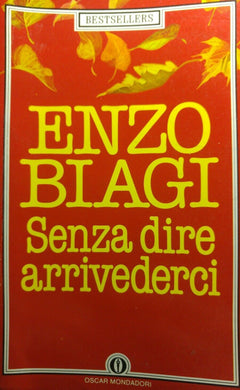 BESTSELLERS
ENZO
BIAGI
Senza dire
arrivederci
OSCAR MONDADORI